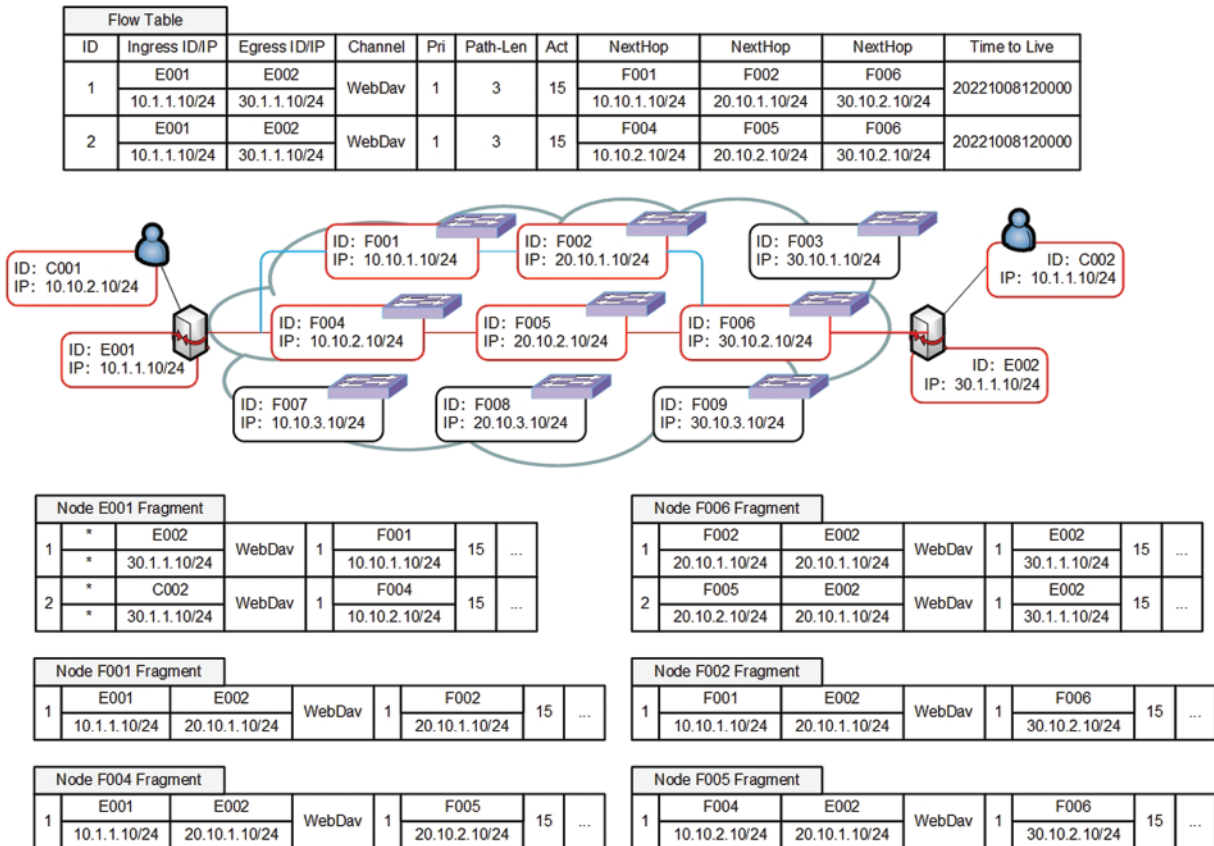 Flow Table
ID Ingress ID/IP Egress ID/IP Channel Pri Path-Len Act NextHop NextHop NextHop Time to Live
1 E001 E002 WebDav 1 3 15 F001 F002 F006 20221008120000
10.1.1.10/24 30.1.1.10/24 10.10.1.10/24 20.10.1.10/24 30.10.2.10/24
2 E001 E002 WebDav 1 3 15 F004 F005 F006 20221008120000
10.1.1.10/24 30.1.1.10/24 10.10.2.10/24 20.10.2.10/24 30.10.2.10/24
ID: C001
IP: 10.10.2.10/24
ID: E001
IP: 10.1.1.10/24
ID: F001
IP: 10.10.1.10/24
ID: F002
IP: 20.10.1.10/24
ID: F003
IP: 30.10.1.10/24
ID: F004
IP: 10.10.2.10/24
ID: F005
IP: 20.10.2.10/24
ID: F006
IP: 30.10.2.10/24
ID: F007
IP: 10.10.3.10/24
ID: F008
IP: 20.10.3.10/24
ID: F009
IP: 30.10.3.10/24
ID: C002
IP: 10.1.1.10/24
ID: E002
IP: 30.1.1.10/24
Node E001 Fragment
1 * E002 WebDav 1 F001 15 ...
* 30.1.1.10/24 10.10.1.10/24
2 * C002 WebDav 1 F004 15 ...
* 30.1.1.10/24 10.10.2.10/24
Node F006 Fragment
1 F002 E002 WebDav 1 E002 15 ...
20.10.1.10/24 20.10.1.10/24 30.1.1.10/24
2 F005 E002 WebDav 1 E002 15 ...
20.10.2.10/24 20.10.1.10/24 30.1.1.10/24
Node F001 Fragment
1 E001 E002 WebDav 1 F002 15 ...
10.1.1.10/24 20.10.1.10/24 20.10.1.10/24
Node F002 Fragment
1 F001 E002 WebDav 1 F006 15 ...
10.10.1.10/24 20.10.1.10/24 30.10.2.10/24
Node F004 Fragment
1 E001 E002 WebDav 1 F005 15 ...
10.1.1.10/24 20.10.1.10/24 20.10.2.10/24
Node F005 Fragment
1 F004 E002 WebDav 1 F006 15 ...
10.10.2.10/24 20.10.1.10/24 30.10.2.10/24